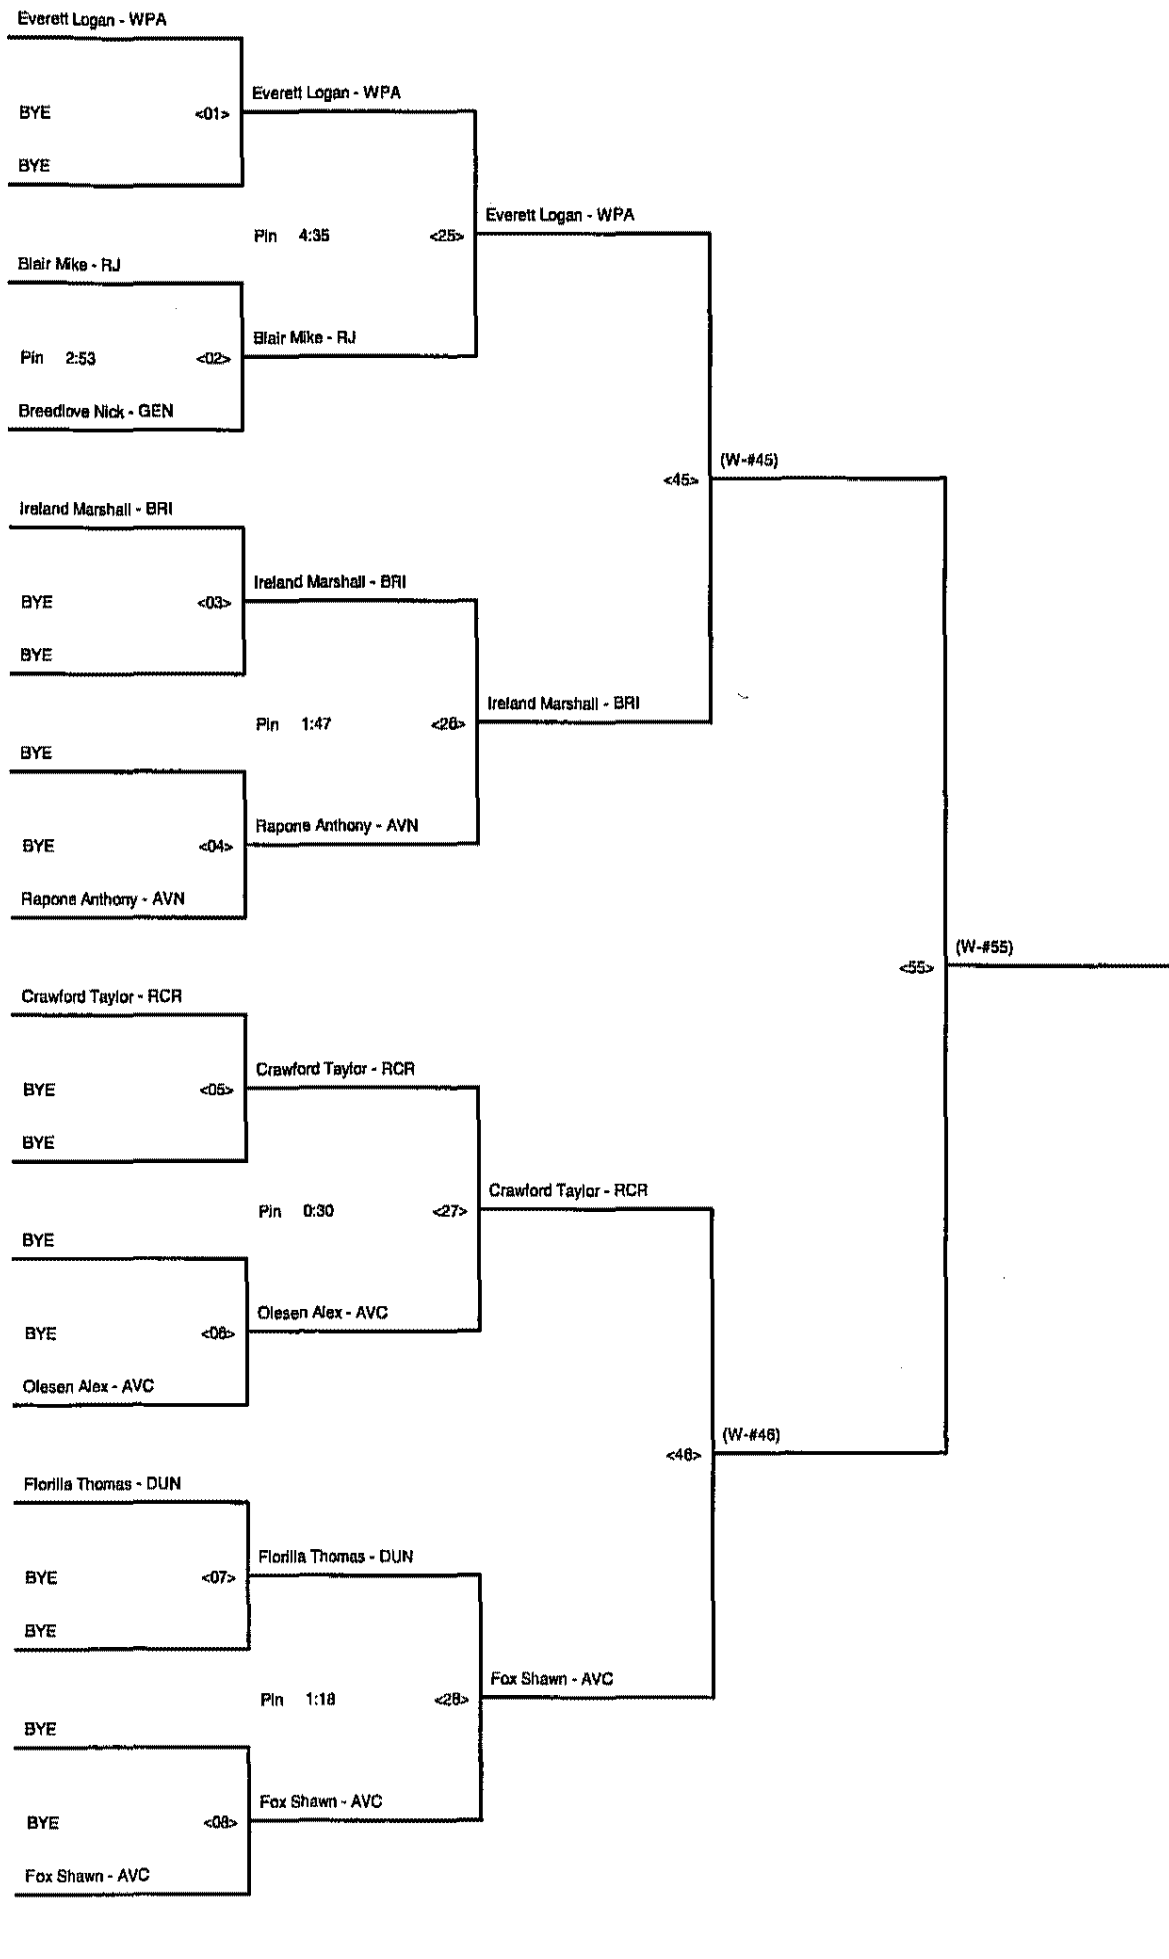 Everett Logan - WPA
Everett Logan - WPA
BYE <01>
BYE
Everett Logan - WPA
Pin 4:35 <25>
Blair Mike - RJ
Blair Mike - RJ
Pin 2:53 <02>
Breedlove Nick - GEN
(W-#45)
<45>
Ireland Marshall - BRI
Ireland Marshall - BRI
BYE <03>
BYE
Ireland Marshall - BRI
Pin 1:47 <26>
BYE
Rapone Anthony - AVN
BYE <04>
Rapone Anthony - AVN
(W-#55)
<55>
Crawford Taylor - RCR
Crawford Taylor - RCR
BYE <05>
BYE
Crawford Taylor - RCR
Pin 0:30 <27>
BYE
Olesen Alex - AVC
BYE <06>
Olesen Alex - AVC
(W-#46)
<46>
Florilla Thomas - DUN
Florilla Thomas - DUN
BYE <07>
BYE
Fox Shawn - AVC
Pin 1:18 <28>
BYE
Fox Shawn - AVC
BYE <08>
Fox Shawn - AVC